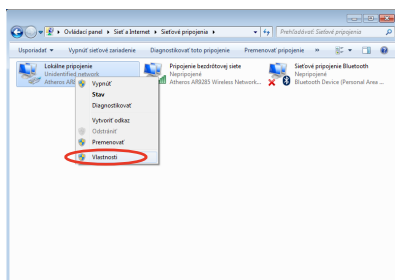 Ovládací panel ▸ Sieť a Internet ▸ Sieťové pripojenia ▸
Prehľadávať: Sieťové pripojenia
Usporiadať ▾ Vypnúť sieťové zariadenie Diagnostikovať toto pripojenie Premenovať pripojenie »
Lokálne pripojenie
Unidentified network
Atheros AR8
Pripojenie bezdrôtovej siete
Nepripojené
Atheros AR9285 Wireless Network...
Sieťové pripojenie Bluetooth
Nepripojené
Bluetooth Device (Personal Area ...
Vypnúť
Stav
Diagnostikovať
Vytvoriť odkaz
Odstrániť
Premenovať
Vlastnosti